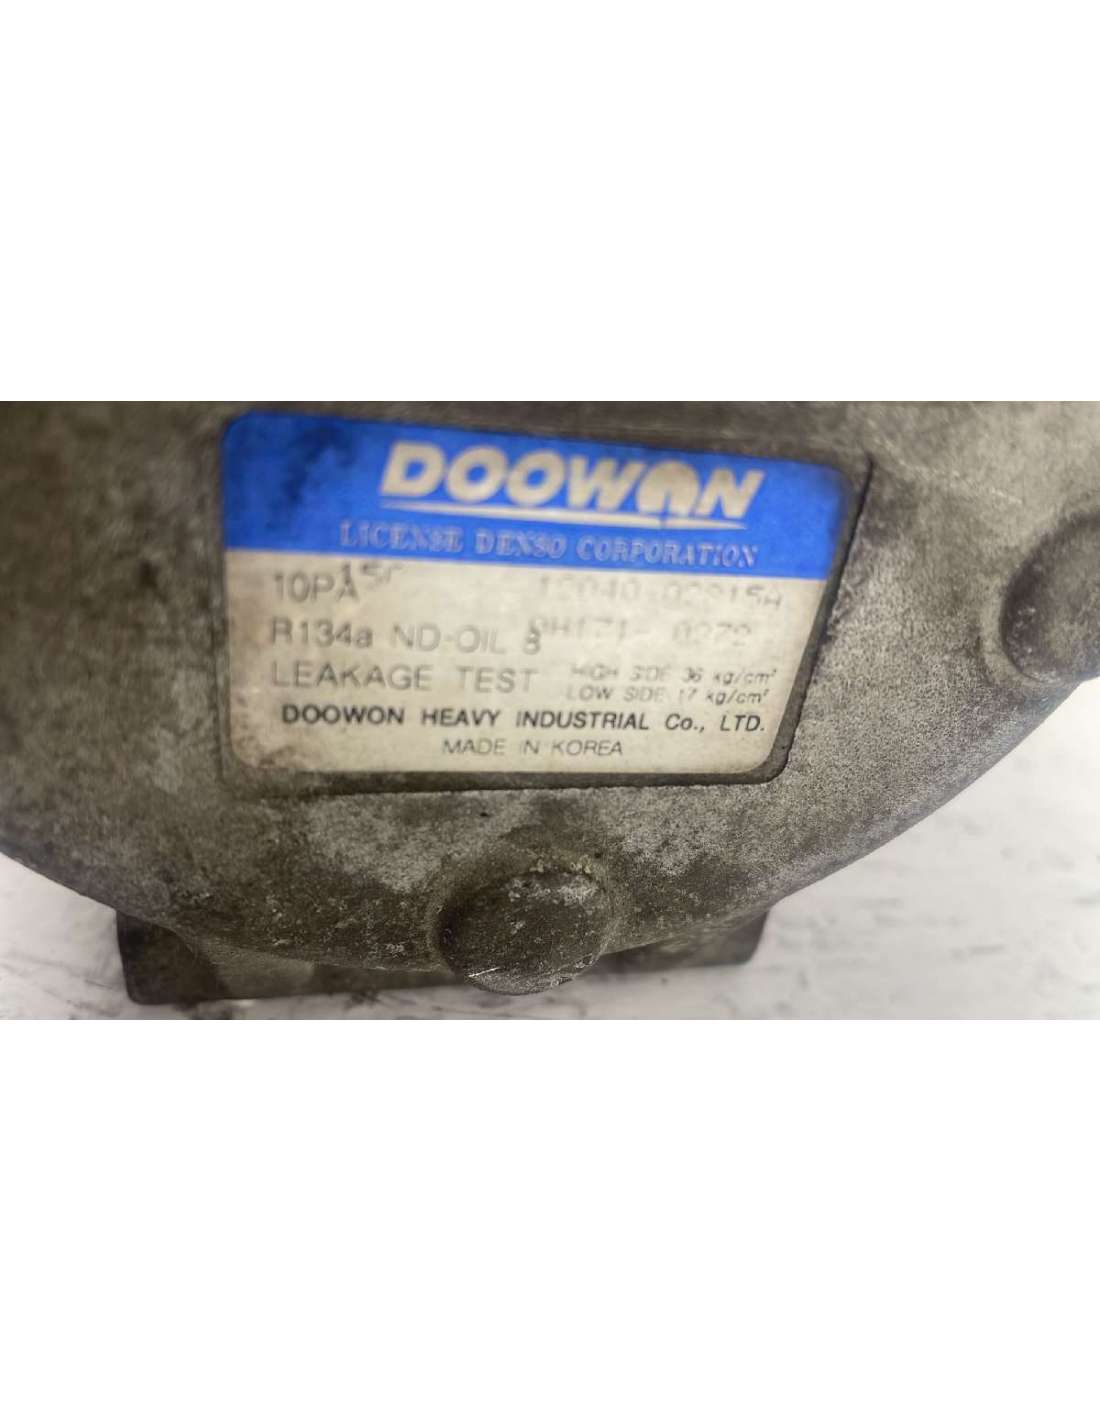 DOOWON
LICENSE DENSO CORPORATION
10PA15C
R134a ND-OIL 8
LEAKAGE TEST HIGH SIDE 36 kg/cm²
LOW SIDE 17 kg/cm²
DOOWON HEAVY INDUSTRIAL Co., LTD.
MADE IN KOREA